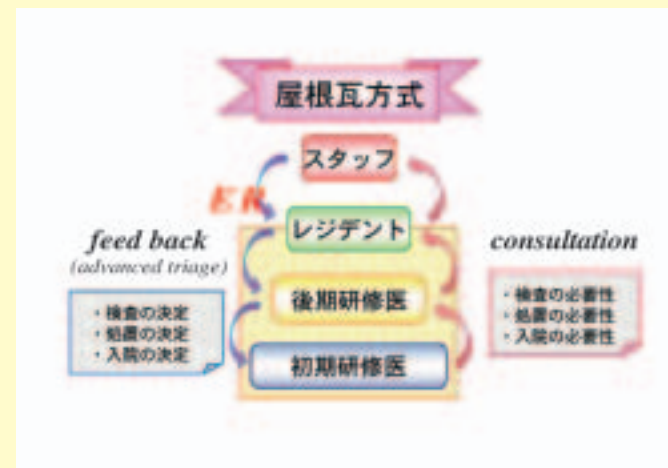 屋根瓦方式
スタッフ
ER
レジデント
feed back
(advanced triage)
consultation
後期研修医
・検査の決定
・処置の決定
・入院の決定
・検査の必要性
・処置の必要性
・入院の必要性
初期研修医